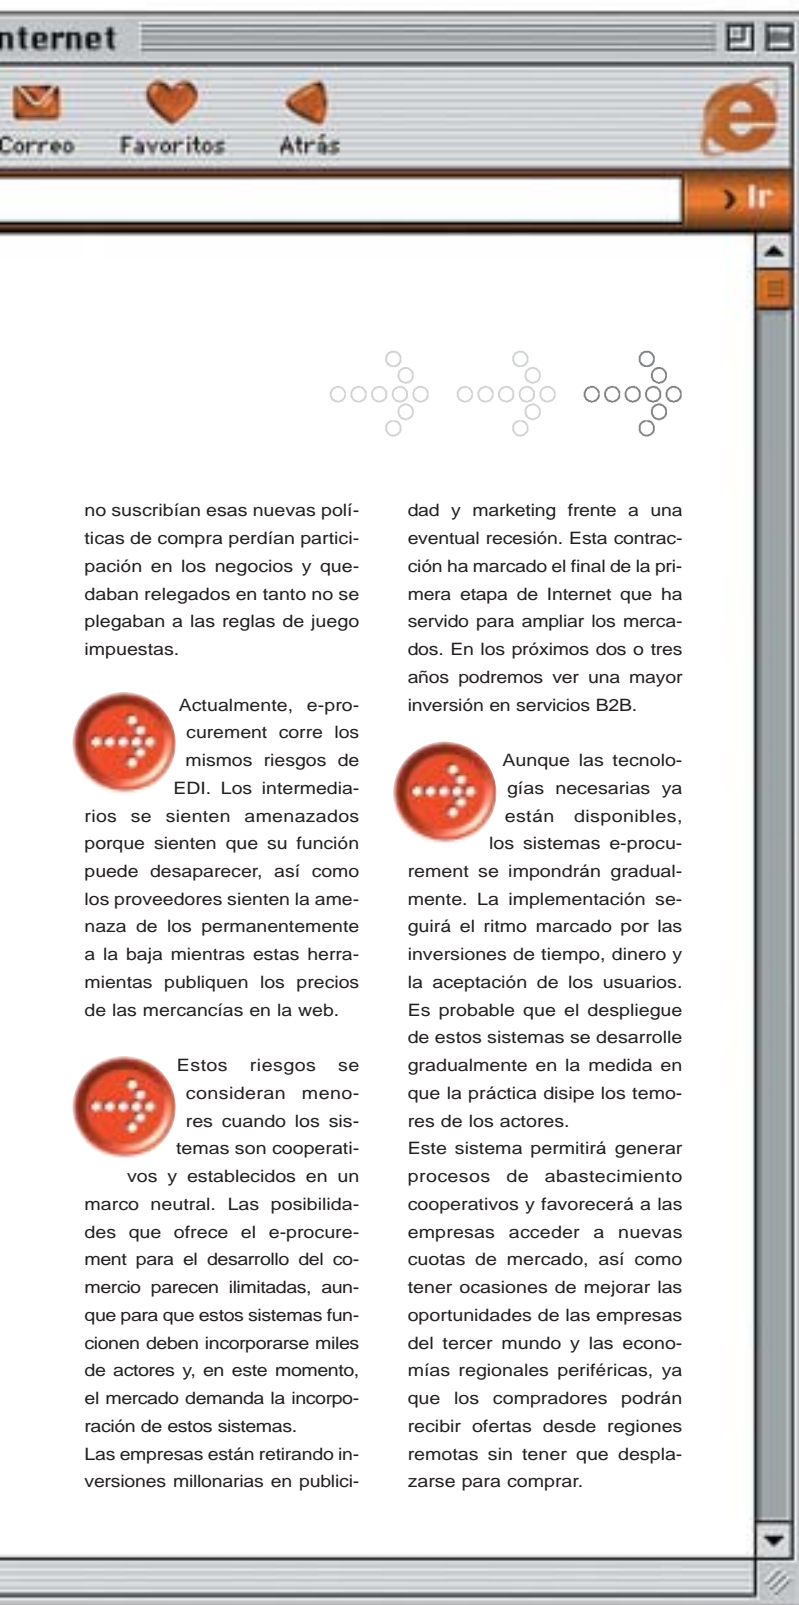 nternet
Correo Favoritos Atrás
› Ir
no suscribían esas nuevas polí-
ticas de compra perdían partici-
pación en los negocios y que-
daban relegados en tanto no se
plegaban a las reglas de juego
impuestas.
Actualmente, e-pro-
curement corre los
mismos riesgos de
EDI. Los intermedia-
rios se sienten amenazados
porque sienten que su función
puede desaparecer, así como
los proveedores sienten la ame-
naza de los permanentemente
a la baja mientras estas herra-
mientas publiquen los precios
de las mercancías en la web.
Estos riesgos se
consideran meno-
res cuando los sis-
temas son cooperati-
vos y establecidos en un
marco neutral. Las posibilida-
des que ofrece el e-procure-
ment para el desarrollo del co-
mercio parecen ilimitadas, aun-
que para que estos sistemas fun-
cionen deben incorporarse miles
de actores y, en este momento,
el mercado demanda la incorpo-
ración de estos sistemas.
Las empresas están retirando in-
versiones millonarias en publici-
dad y marketing frente a una
eventual recesión. Esta contrac-
ción ha marcado el final de la pri-
mera etapa de Internet que ha
servido para ampliar los merca-
dos. En los próximos dos o tres
años podremos ver una mayor
inversión en servicios B2B.
Aunque las tecnolo-
gías necesarias ya
están disponibles,
los sistemas e-procu-
rement se impondrán gradual-
mente. La implementación se-
guirá el ritmo marcado por las
inversiones de tiempo, dinero y
la aceptación de los usuarios.
Es probable que el despliegue
de estos sistemas se desarrolle
gradualmente en la medida en
que la práctica disipe los temo-
res de los actores.
Este sistema permitirá generar
procesos de abastecimiento
cooperativos y favorecerá a las
empresas acceder a nuevas
cuotas de mercado, así como
tener ocasiones de mejorar las
oportunidades de las empresas
del tercer mundo y las econo-
mías regionales periféricas, ya
que los compradores podrán
recibir ofertas desde regiones
remotas sin tener que despla-
zarse para comprar.